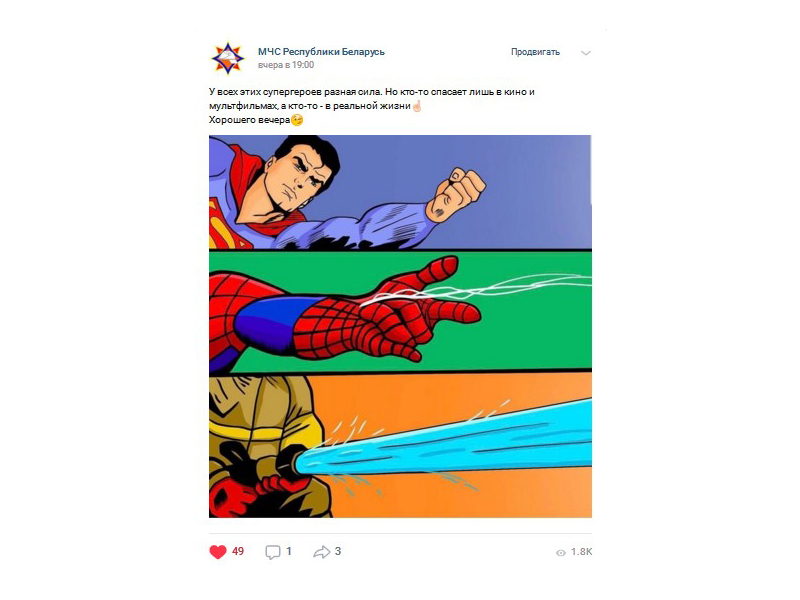 МЧС Республики Беларусь
Продвигать
вчера в 19:00
У всех этих супергероев разная сила. Но кто-то спасает лишь в кино и
мультфильмах, а кто-то - в реальной жизни☝🏻
Хорошего вечера😉
49
1
3
1.8K